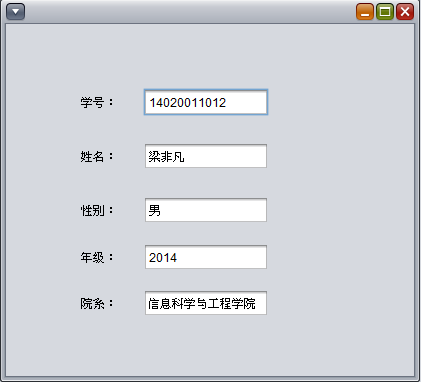 学号： 14020011012
姓名： 梁非凡
性别： 男
年级： 2014
院系： 信息科学与工程学院